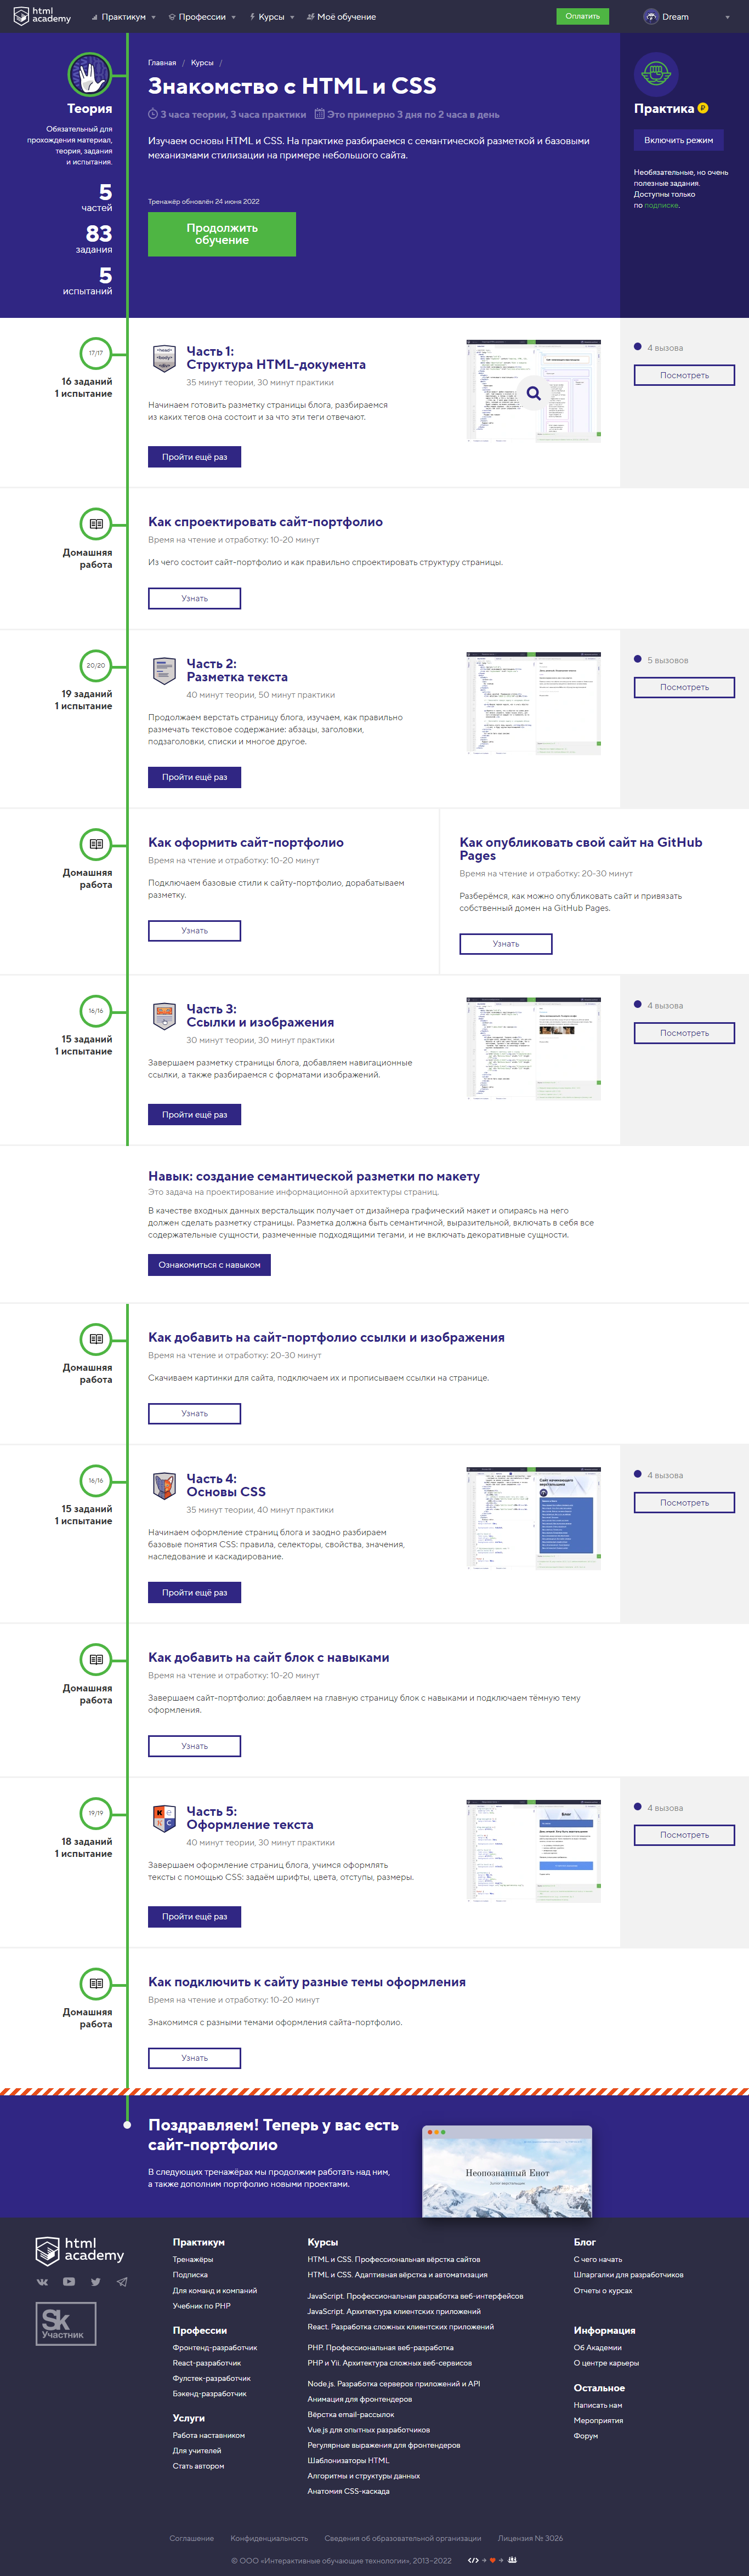 html academy
Практикум
Профессии
Курсы
Моё обучение
Оплатить
Dream
Теория
Обязательный для
прохождения материал,
теория, задания
и испытания.
5
частей
83
задания
5
испытаний
Главная / Курсы /
Знакомство с HTML и CSS
3 часа теории, 3 часа практики Это примерно 3 дня по 2 часа в день
Изучаем основы HTML и CSS. На практике разбираемся с семантической разметкой и базовыми
механизмами стилизации на примере небольшого сайта.
Тренажёр обновлён 24 июня 2022
Продолжить
обучение
Практика ₽
Включить режим
Необязательные, но очень
полезные задания.
Доступны только
по подписке.
17/17
16 заданий
1 испытание
Часть 1:
Структура HTML-документа
35 минут теории, 30 минут практики
Начинаем готовить разметку страницы блога, разбираемся
из каких тегов она состоит и за что эти теги отвечают.
Пройти ещё раз
4 вызова
Посмотреть
Домашняя
работа
Как спроектировать сайт-портфолио
Время на чтение и отработку: 10-20 минут
Из чего состоит сайт-портфолио и как правильно спроектировать структуру страницы.
Узнать
20/20
19 заданий
1 испытание
Часть 2:
Разметка текста
40 минут теории, 50 минут практики
Продолжаем верстать страницу блога, изучаем, как правильно
размечать текстовое содержание: абзацы, заголовки,
подзаголовки, списки и многое другое.
Пройти ещё раз
5 вызовов
Посмотреть
Домашняя
работа
Как оформить сайт-портфолио
Время на чтение и отработку: 10-20 минут
Подключаем базовые стили к сайту-портфолио, дорабатываем
разметку.
Узнать
Как опубликовать свой сайт на GitHub
Pages
Время на чтение и отработку: 20-30 минут
Разберёмся, как можно опубликовать сайт и привязать
собственный домен на GitHub Pages.
Узнать
16/16
15 заданий
1 испытание
Часть 3:
Ссылки и изображения
30 минут теории, 30 минут практики
Завершаем разметку страницы блога, добавляем навигационные
ссылки, а также разбираемся с форматами изображений.
Пройти ещё раз
4 вызова
Посмотреть
Навык: создание семантической разметки по макету
Это задача на проектирование информационной архитектуры страниц.
В качестве входных данных верстальщик получает от дизайнера графический макет и опираясь на него
должен сделать разметку страницы. Разметка должна быть семантичной, выразительной, включать в себя все
содержательные сущности, размеченные подходящими тегами, и не включать декоративные сущности.
Ознакомиться с навыком
Домашняя
работа
Как добавить на сайт-портфолио ссылки и изображения
Время на чтение и отработку: 20-30 минут
Скачиваем картинки для сайта, подключаем их и прописываем ссылки на странице.
Узнать
16/16
15 заданий
1 испытание
Часть 4:
Основы CSS
35 минут теории, 40 минут практики
Начинаем оформление страниц блога и заодно разбираем
базовые понятия CSS: правила, селекторы, свойства, значения,
наследование и каскадирование.
Пройти ещё раз
4 вызова
Посмотреть
Домашняя
работа
Как добавить на сайт блок с навыками
Время на чтение и отработку: 10-20 минут
Завершаем сайт-портфолио: добавляем на главную страницу блок с навыками и подключаем тёмную тему
оформления.
Узнать
19/19
18 заданий
1 испытание
Часть 5:
Оформление текста
40 минут теории, 30 минут практики
Завершаем оформление страниц блога, учимся оформлять
тексты с помощью CSS: задаём шрифты, цвета, отступы, размеры.
Пройти ещё раз
4 вызова
Посмотреть
Домашняя
работа
Как подключить к сайту разные темы оформления
Время на чтение и отработку: 10-20 минут
Знакомимся с разными темами оформления сайта-портфолио.
Узнать
Поздравляем! Теперь у вас есть
сайт-портфолио
В следующих тренажёрах мы продолжим работать над ним,
а также дополним портфолио новыми проектами.
Неопознанный Енот
html academy
Sk Участник
Практикум
Тренажёры
Подписка
Для команд и компаний
Учебник по PHP
Профессии
Фронтенд-разработчик
React-разработчик
Фулстек-разработчик
Бэкенд-разработчик
Услуги
Работа наставником
Для учителей
Стать автором
Курсы
HTML и CSS. Профессиональная вёрстка сайтов
HTML и CSS. Адаптивная вёрстка и автоматизация
JavaScript. Профессиональная разработка веб-интерфейсов
JavaScript. Архитектура клиентских приложений
React. Разработка сложных клиентских приложений
PHP. Профессиональная веб-разработка
PHP и Yii. Архитектура сложных веб-сервисов
Node.js. Разработка серверов приложений и API
Анимация для фронтендеров
Вёрстка email-рассылок
Vue.js для опытных разработчиков
Регулярные выражения для фронтендеров
Шаблонизаторы HTML
Алгоритмы и структуры данных
Анатомия CSS-каскада
Блог
С чего начать
Шпаргалки для разработчиков
Отчеты о курсах
Информация
Об Академии
О центре карьеры
Остальное
Написать нам
Мероприятия
Форум
Соглашение Конфиденциальность Сведения об образовательной организации Лицензия № 3026
© ООО «Интерактивные обучающие технологии», 2013−2022